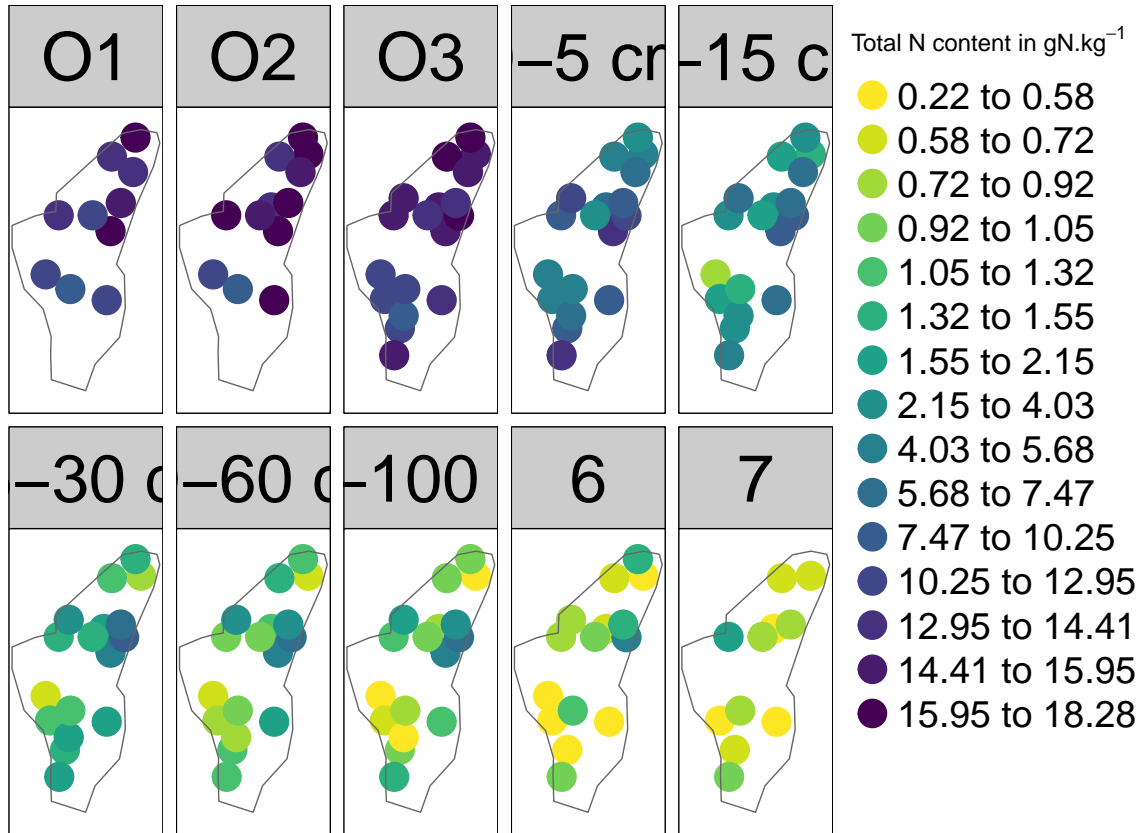 O1
O2
O3
–5 cm
–15 c
Total N content in gN.kg⁻¹
0.22 to 0.58
0.58 to 0.72
0.72 to 0.92
0.92 to 1.05
1.05 to 1.32
1.32 to 1.55
1.55 to 2.15
2.15 to 4.03
4.03 to 5.68
5.68 to 7.47
7.47 to 10.25
10.25 to 12.95
12.95 to 14.41
14.41 to 15.95
15.95 to 18.28
–30 c
–60 c
–100
6
7